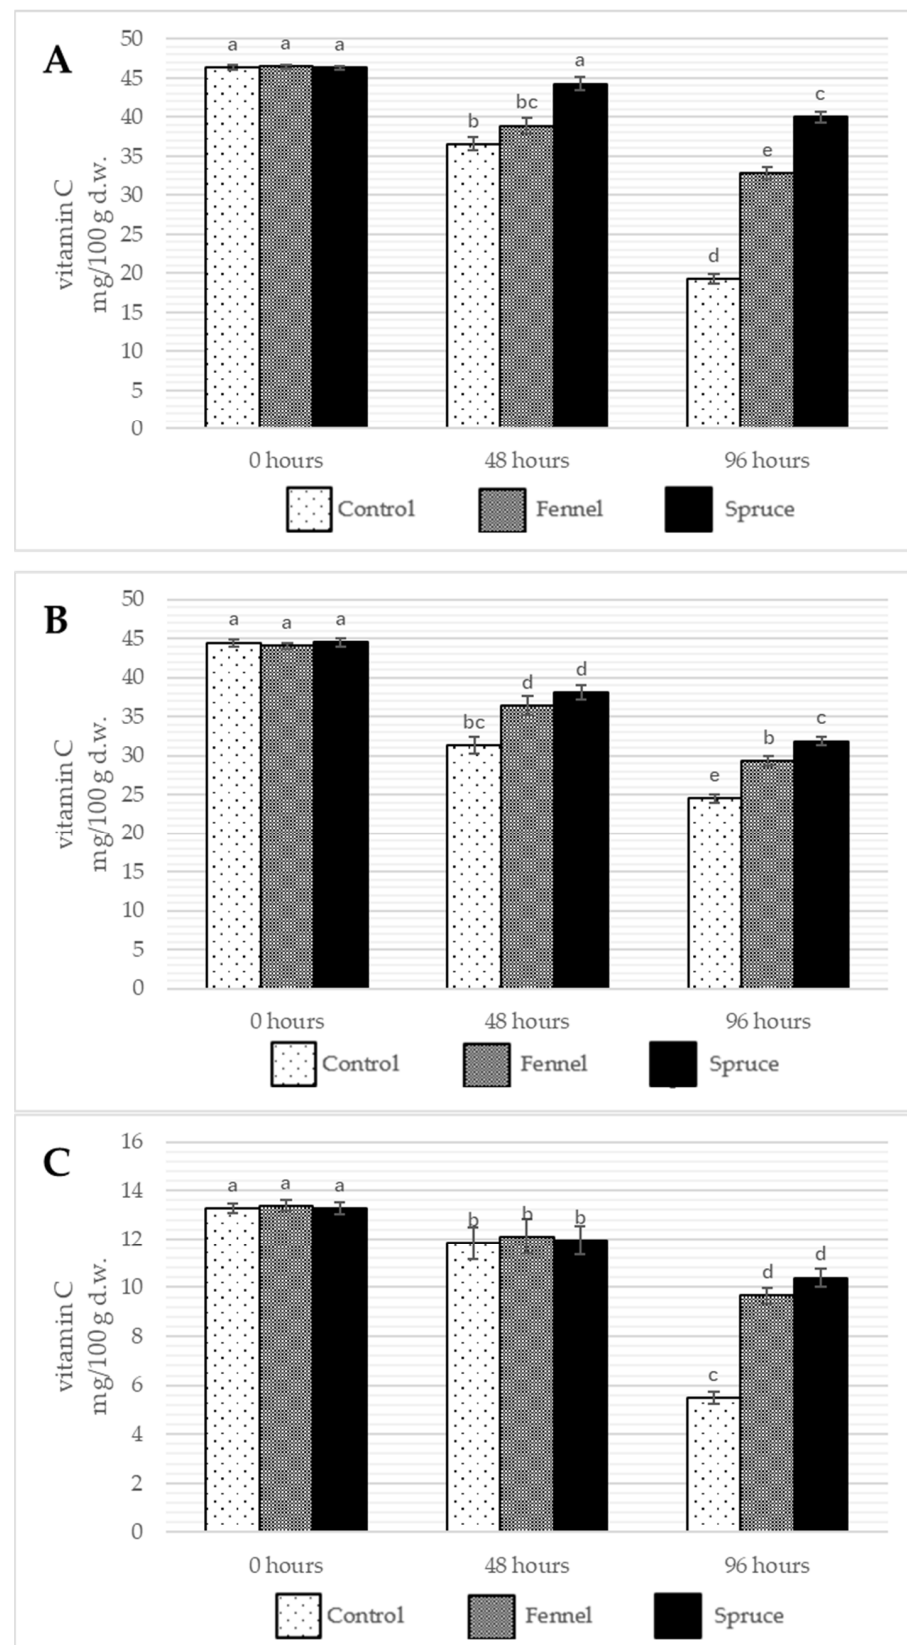 A
50
45
40
35
30
25
20
15
10
5
0
vitamin C
mg/100 g d.w.
a a a
b bc a
d e c
0 hours 48 hours 96 hours
Control Fennel Spruce
B
50
45
40
35
30
25
20
15
10
5
0
vitamin C
mg/100 g d.w.
a a a
bc d d
e b c
0 hours 48 hours 96 hours
Control Fennel Spruce
C
16
14
12
10
8
6
4
2
0
vitamin C
mg/100 g d.w.
a a a
b b b
c d d
0 hours 48 hours 96 hours
Control Fennel Spruce